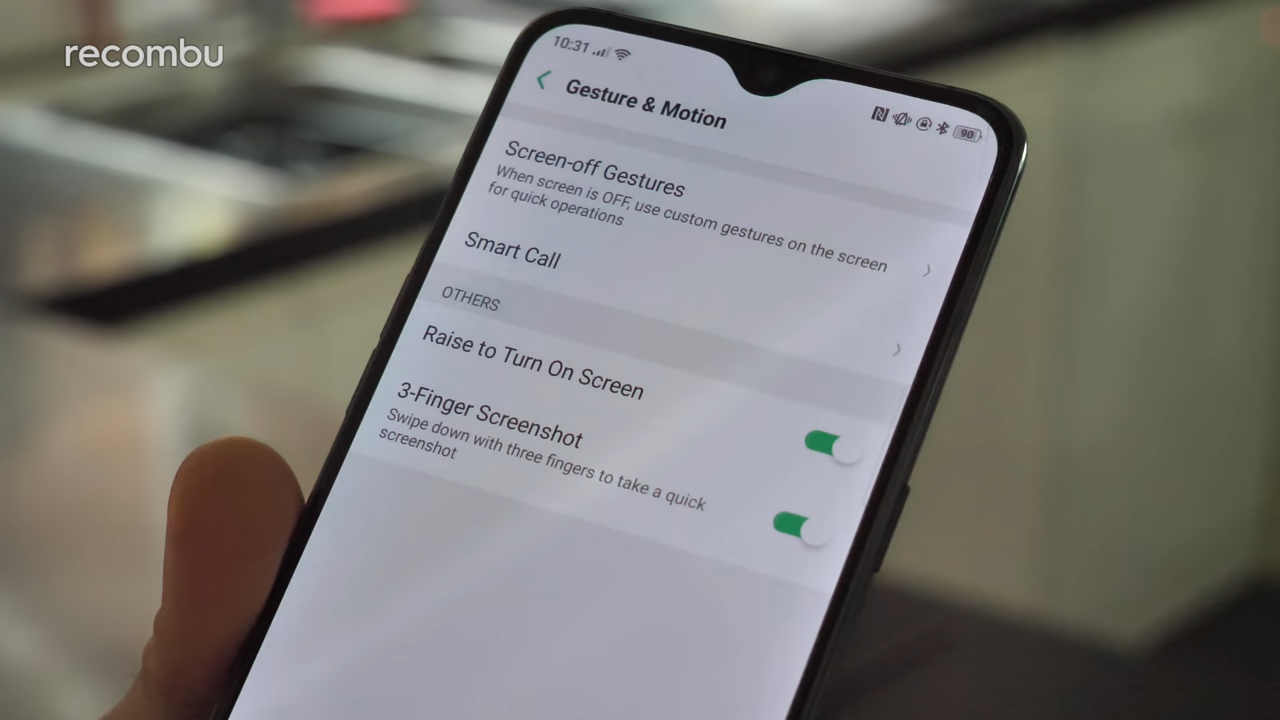 recombu
10:31
90
Gesture & Motion
Screen-off Gestures
When screen is OFF, use custom gestures on the screen
for quick operations
Smart Call
OTHERS
Raise to Turn On Screen
3-Finger Screenshot
Swipe down with three fingers to take a quick
screenshot